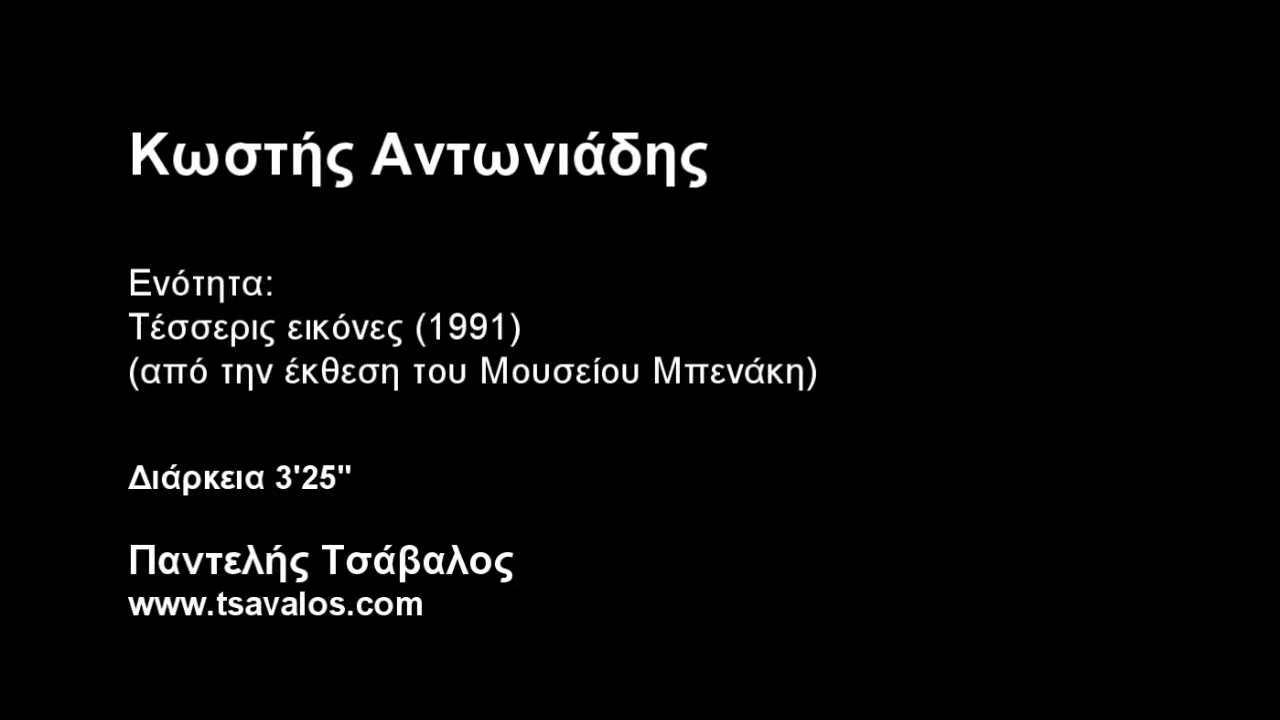 Κωστής Αντωνιάδης
Ενότητα:
Τέσσερις εικόνες (1991)
(από την έκθεση του Μουσείου Μπενάκη)
Διάρκεια 3'25''
Παντελής Τσάβαλος
www.tsavalos.com